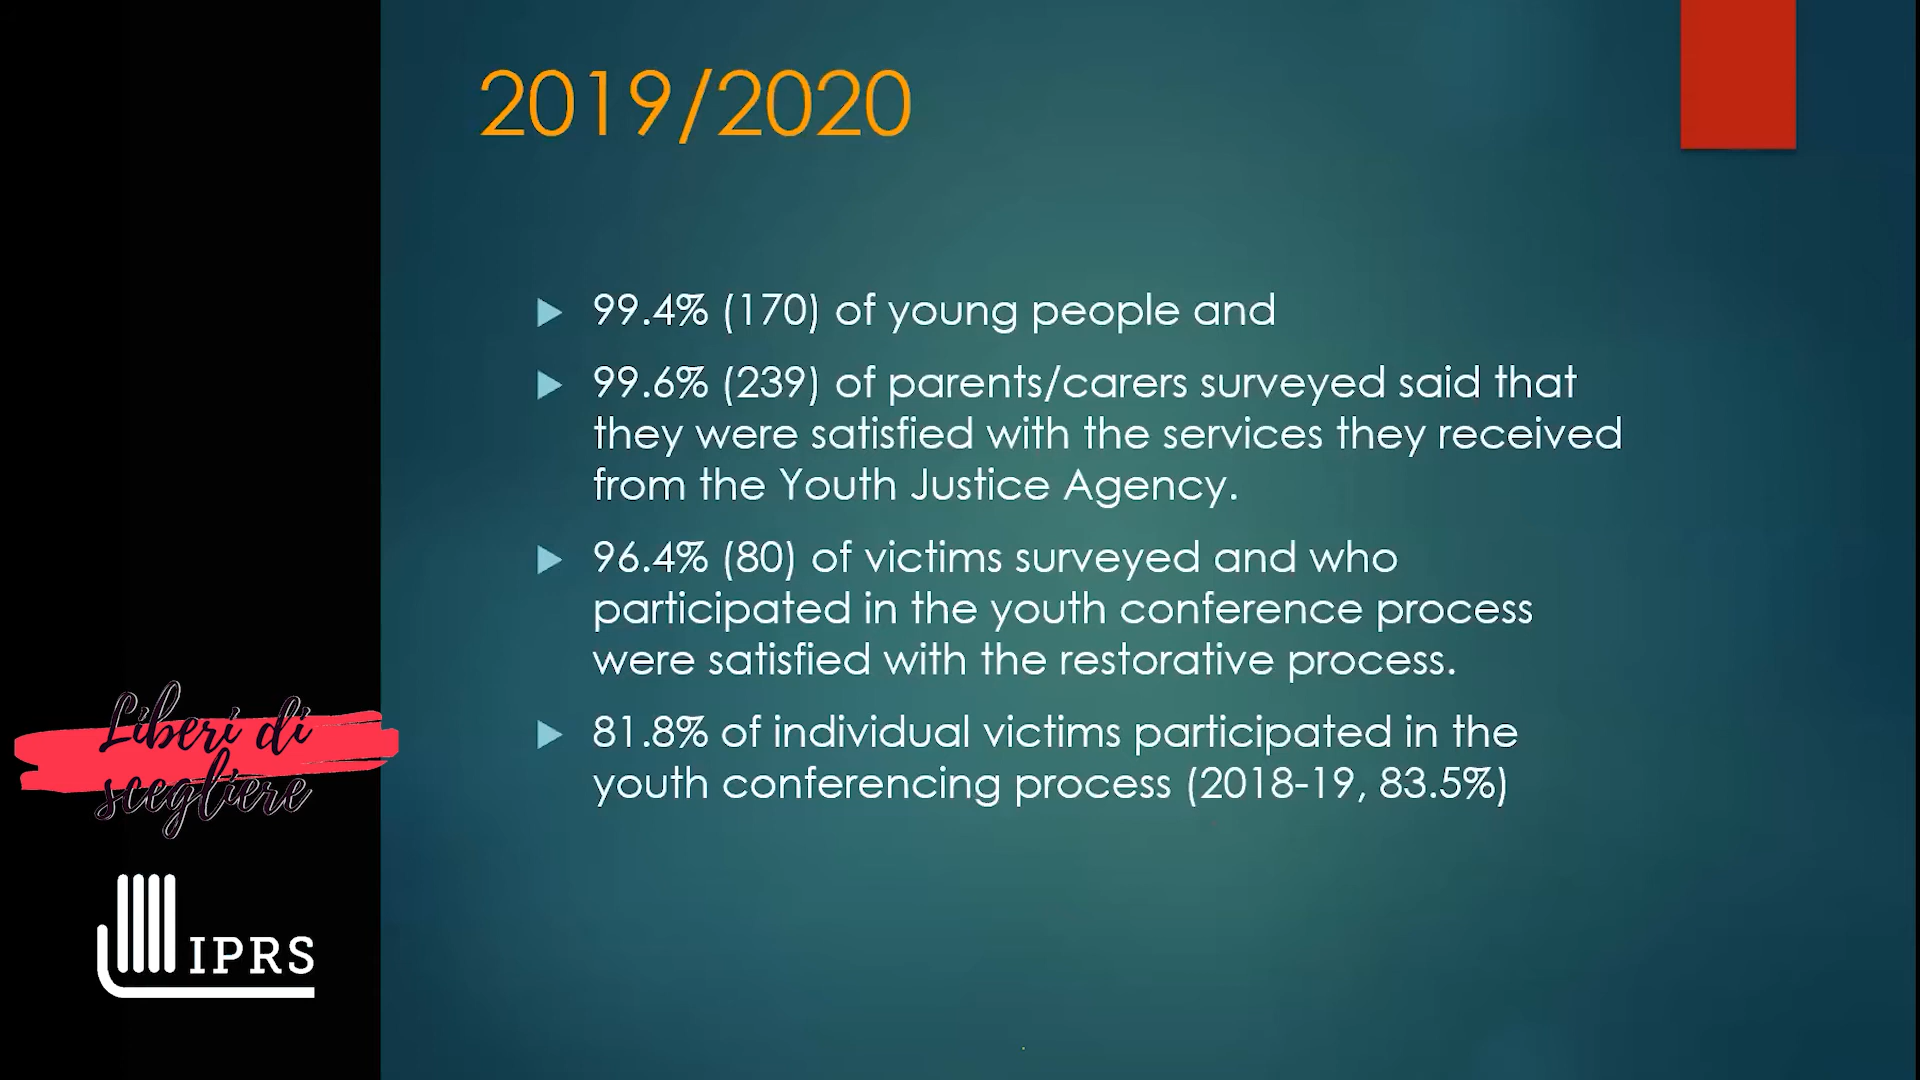 2019/2020
99.4% (170) of young people and
99.6% (239) of parents/carers surveyed said that
they were satisfied with the services they received
from the Youth Justice Agency.
96.4% (80) of victims surveyed and who
participated in the youth conference process
were satisfied with the restorative process.
81.8% of individual victims participated in the
youth conferencing process (2018-19, 83.5%)
Liberi di
scegliere
IPRS